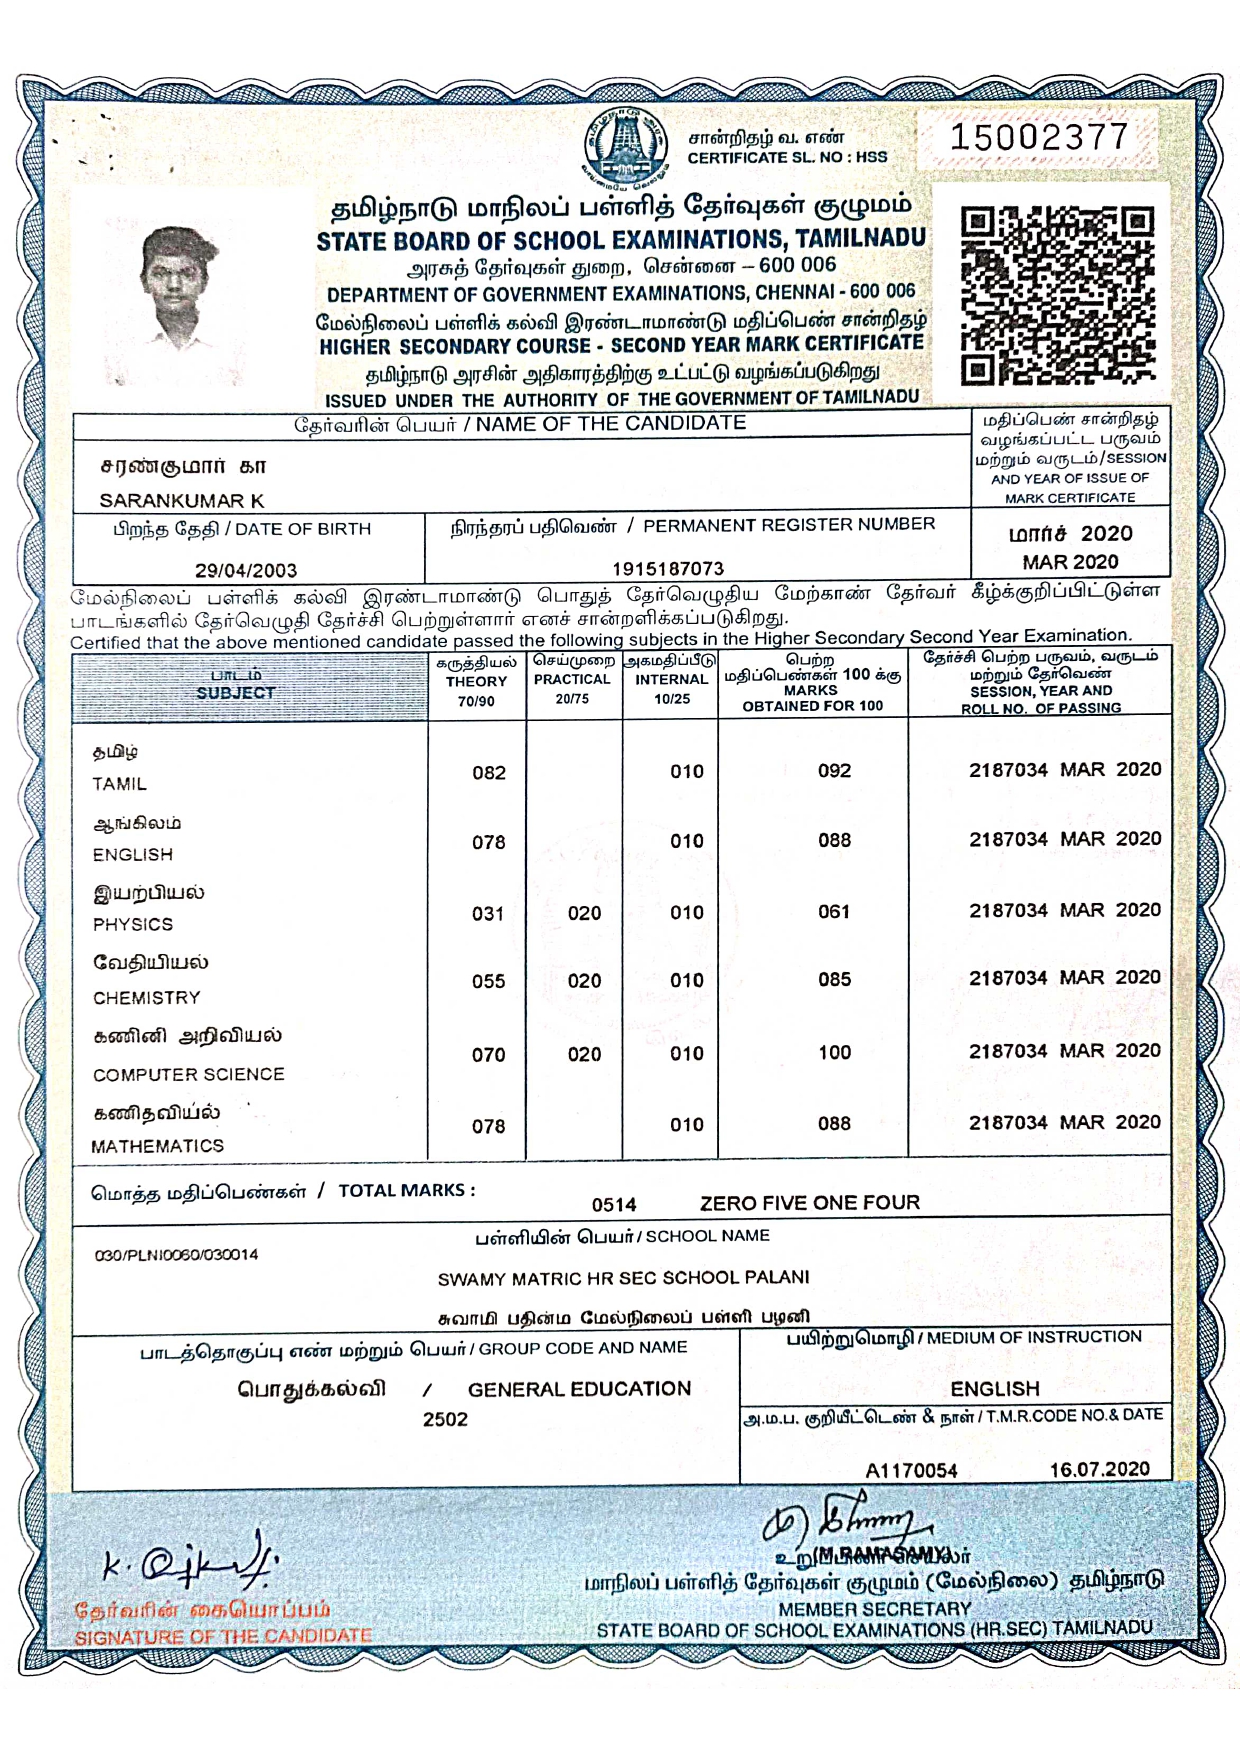 தமிழ்நாடு அரசு
வாய்மையே வெல்லும்
சான்றிதழ் வ. எண்
CERTIFICATE SL. NO : HSS
15002377
தமிழ்நாடு மாநிலப் பள்ளித் தேர்வுகள் குழுமம்
STATE BOARD OF SCHOOL EXAMINATIONS, TAMILNADU
அரசுத் தேர்வுகள் துறை, சென்னை – 600 006
DEPARTMENT OF GOVERNMENT EXAMINATIONS, CHENNAI - 600 006
மேல்நிலைப் பள்ளிக் கல்வி இரண்டாமாண்டு மதிப்பெண் சான்றிதழ்
HIGHER SECONDARY COURSE - SECOND YEAR MARK CERTIFICATE
தமிழ்நாடு அரசின் அதிகாரத்திற்கு உட்பட்டு வழங்கப்படுகிறது
ISSUED UNDER THE AUTHORITY OF THE GOVERNMENT OF TAMILNADU
தேர்வரின் பெயர் / NAME OF THE CANDIDATE
சரண்குமார் கா
SARANKUMAR K
மதிப்பெண் சான்றிதழ்
வழங்கப்பட்ட பருவம்
மற்றும் வருடம்/SESSION
AND YEAR OF ISSUE OF
MARK CERTIFICATE
பிறந்த தேதி / DATE OF BIRTH
29/04/2003
நிரந்தரப் பதிவெண் / PERMANENT REGISTER NUMBER
1915187073
மார்ச் 2020
MAR 2020
மேல்நிலைப் பள்ளிக் கல்வி இரண்டாமாண்டு பொதுத் தேர்வெழுதிய மேற்காண் தேர்வர் கீழ்க்குறிப்பிட்டுள்ள
பாடங்களில் தேர்வெழுதி தேர்ச்சி பெற்றுள்ளார் எனச் சான்றளிக்கப்படுகிறது.
Certified that the above mentioned candidate passed the following subjects in the Higher Secondary Second Year Examination.
பாடம்
SUBJECT
கருத்தியல்
THEORY
70/90
செய்முறை
PRACTICAL
20/75
அகமதிப்பீடு
INTERNAL
10/25
பெற்ற
மதிப்பெண்கள் 100 க்கு
MARKS
OBTAINED FOR 100
தேர்ச்சி பெற்ற பருவம், வருடம்
மற்றும் தேர்வெண்
SESSION, YEAR AND
ROLL NO. OF PASSING
தமிழ்
TAMIL 082 010 092 2187034 MAR 2020
ஆங்கிலம்
ENGLISH 078 010 088 2187034 MAR 2020
இயற்பியல்
PHYSICS 031 020 010 061 2187034 MAR 2020
வேதியியல்
CHEMISTRY 055 020 010 085 2187034 MAR 2020
கணினி அறிவியல்
COMPUTER SCIENCE 070 020 010 100 2187034 MAR 2020
கணிதவியல்
MATHEMATICS 078 010 088 2187034 MAR 2020
மொத்த மதிப்பெண்கள் / TOTAL MARKS : 0514 ZERO FIVE ONE FOUR
பள்ளியின் பெயர் / SCHOOL NAME
030/PLNI0060/030014
SWAMY MATRIC HR SEC SCHOOL PALANI
சுவாமி பதின்ம மேல்நிலைப் பள்ளி பழனி
பாடத்தொகுப்பு எண் மற்றும் பெயர் / GROUP CODE AND NAME
பொதுக்கல்வி / GENERAL EDUCATION
2502
பயிற்றுமொழி / MEDIUM OF INSTRUCTION
ENGLISH
அ.ம.ப. குறியீட்டெண் & நாள் / T.M.R.CODE NO.& DATE
A1170054 16.07.2020
தேர்வரின் கையொப்பம்
SIGNATURE OF THE CANDIDATE
(M.RAMASAMY)
மாநிலப் பள்ளித் தேர்வுகள் குழுமம் (மேல்நிலை) தமிழ்நாடு
MEMBER SECRETARY
STATE BOARD OF SCHOOL EXAMINATIONS (HR.SEC) TAMILNADU